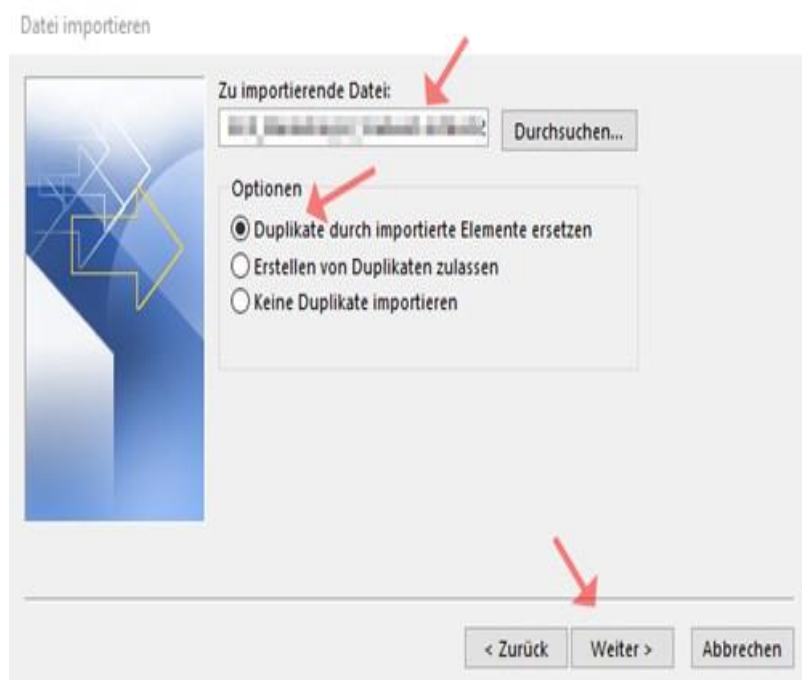 Datei importieren
Zu importierende Datei:
Durchsuchen...
Optionen
Duplikate durch importierte Elemente ersetzen
Erstellen von Duplikaten zulassen
Keine Duplikate importieren
< Zurück Weiter > Abbrechen